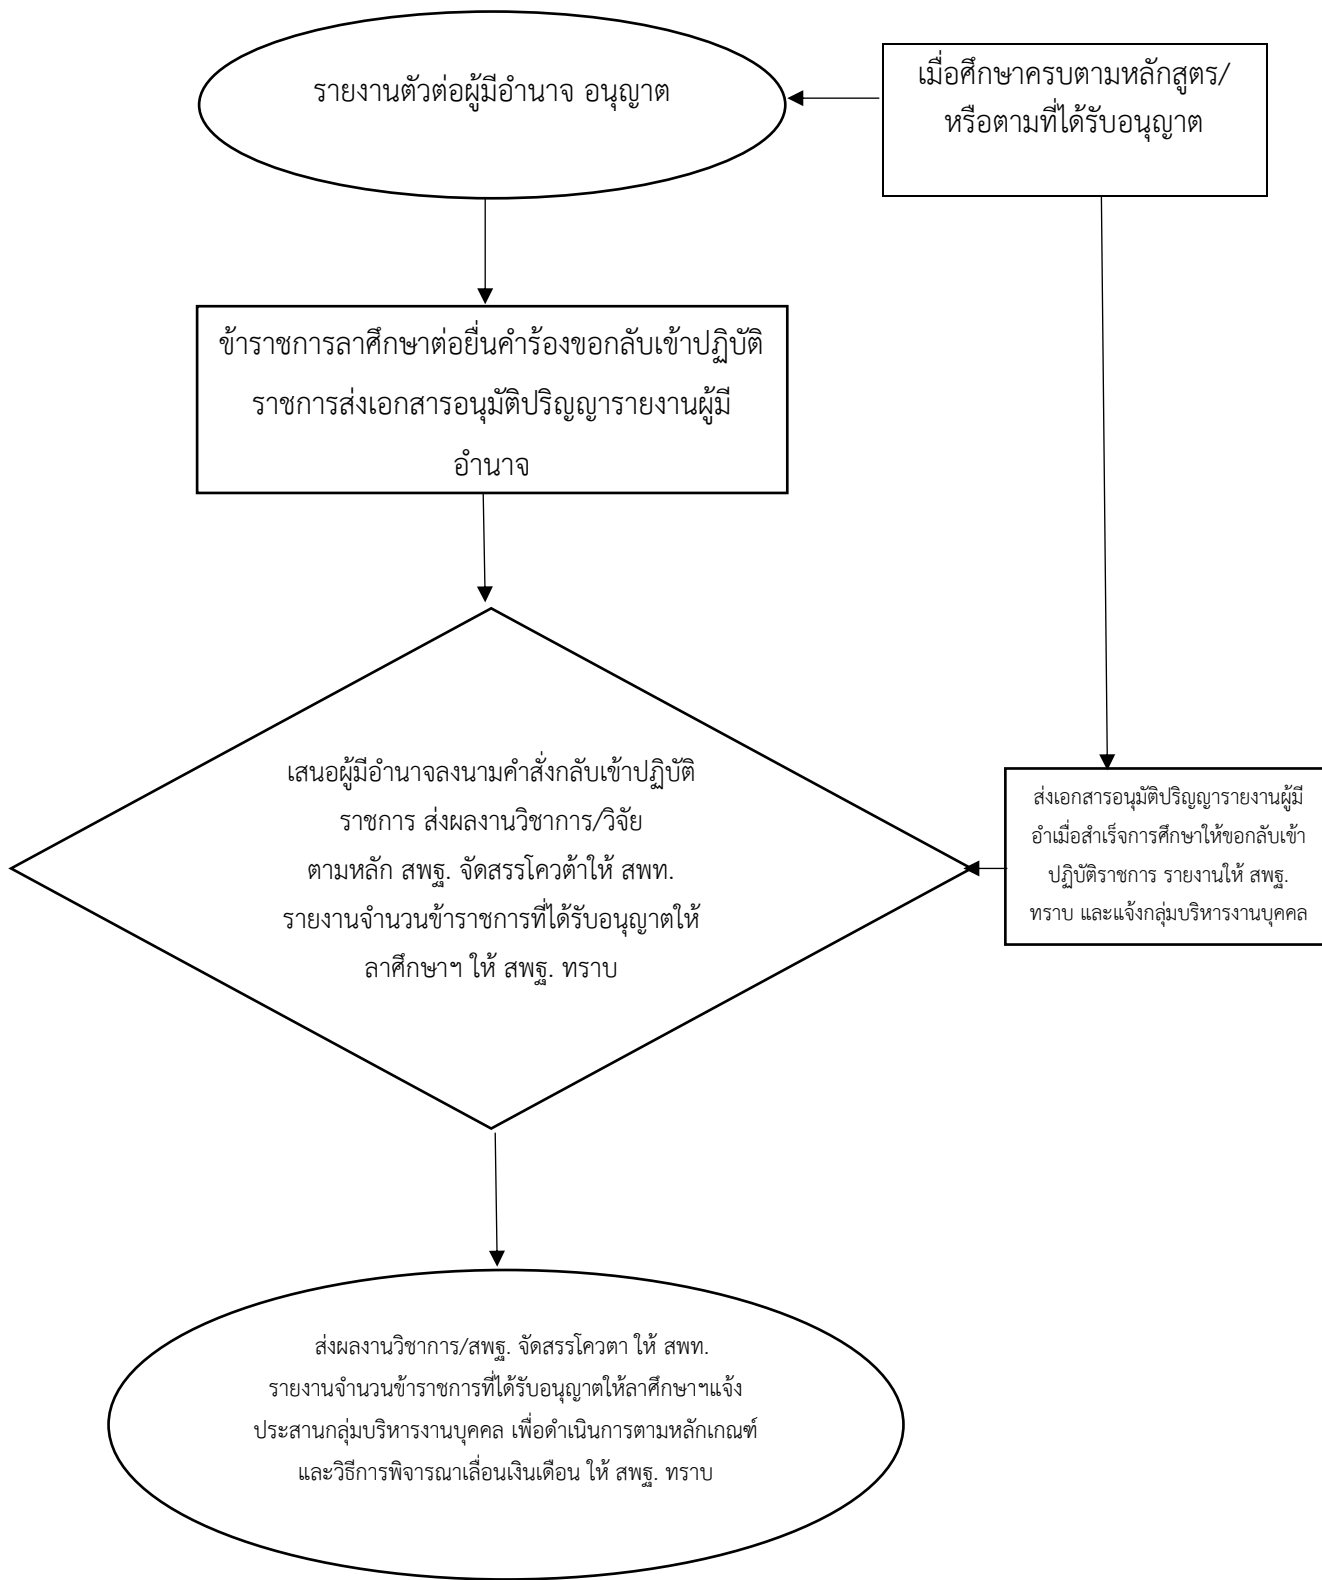 รายงานตัวต่อผู้มีอำนาจ อนุญาต
เมื่อศึกษาครบตามหลักสูตร/
หรือตามที่ได้รับอนุญาต
ข้าราชการลาศึกษาต่อยื่นคำร้องขอกลับเข้าปฏิบัติ
ราชการส่งเอกสารอนุมัติปริญญารายงานผู้มี
อำนาจ
เสนอผู้มีอำนาจลงนามคำสั่งกลับเข้าปฏิบัติ
ราชการ ส่งผลงานวิชาการ/วิจัย
ตามหลัก สพฐ. จัดสรรโควต้าให้ สพท.
รายงานจำนวนข้าราชการที่ได้รับอนุญาตให้
ลาศึกษาฯ ให้ สพฐ. ทราบ
ส่งเอกสารอนุมัติปริญญารายงานผู้มี
อำเมื่อสำเร็จการศึกษาให้ขอกลับเข้า
ปฏิบัติราชการ รายงานให้ สพฐ.
ทราบ และแจ้งกลุ่มบริหารงานบุคคล
ส่งผลงานวิชาการ/สพฐ. จัดสรรโควตา ให้ สพท.
รายงานจำนวนข้าราชการที่ได้รับอนุญาตให้ลาศึกษาฯแจ้ง
ประสานกลุ่มบริหารงานบุคคล เพื่อดำเนินการตามหลักเกณฑ์
และวิธีการพิจารณาเลื่อนเงินเดือน ให้ สพฐ. ทราบ